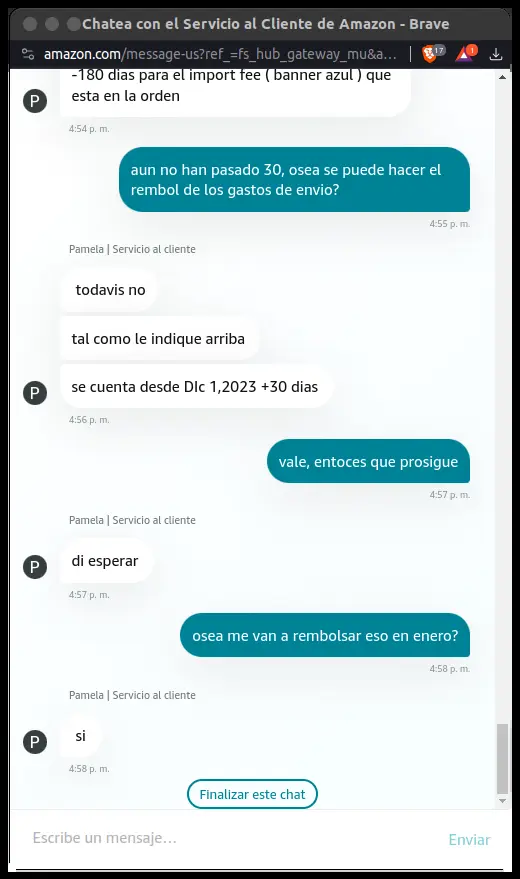 Chatea con el Servicio al Cliente de Amazon - Brave
amazon.com/message-us?ref_=fs_hub_gateway_mu&a...
17
1
-180 dias para el import fee ( banner azul ) que
esta en la orden
P
4:54 p. m.
aun no han pasado 30, osea se puede hacer el
rembol de los gastos de envio?
4:55 p. m.
Pamela | Servicio al cliente
todavis no
tal como le indique arriba
se cuenta desde DIc 1,2023 +30 dias
P
4:56 p. m.
vale, entoces que prosigue
4:57 p. m.
Pamela | Servicio al cliente
di esperar
P
4:57 p. m.
osea me van a rembolsar eso en enero?
4:58 p. m.
Pamela | Servicio al cliente
si
P
4:58 p. m.
Finalizar este chat
Escribe un mensaje...
Enviar